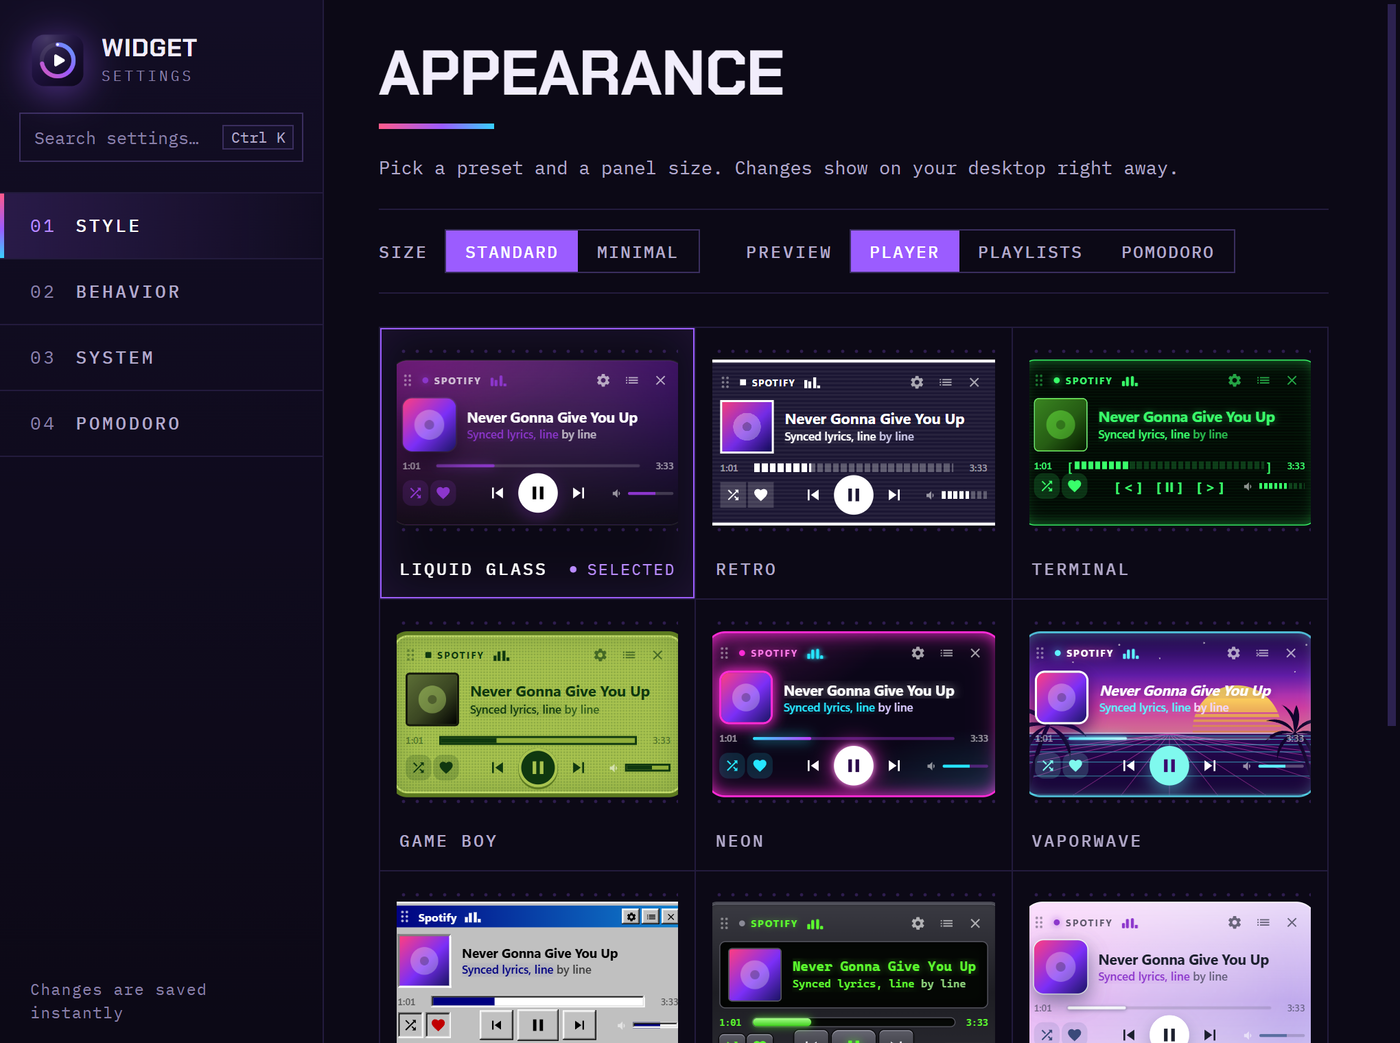 WIDGET
SETTINGS
Search settings… Ctrl K
01 STYLE
02 BEHAVIOR
03 SYSTEM
04 POMODORO
Changes are saved
instantly
APPEARANCE
Pick a preset and a panel size. Changes show on your desktop right away.
SIZE STANDARD MINIMAL PREVIEW PLAYER PLAYLISTS POMODORO
SPOTIFY
Never Gonna Give You Up
Synced lyrics, line by line
1:01 3:33
LIQUID GLASS • SELECTED
SPOTIFY
Never Gonna Give You Up
Synced lyrics, line by line
1:01 3:33
RETRO
SPOTIFY
Never Gonna Give You Up
Synced lyrics, line by line
1:01 [ ] 3:33
[ < ] [ II ] [ > ]
TERMINAL
SPOTIFY
Never Gonna Give You Up
Synced lyrics, line by line
1:01 3:33
GAME BOY
SPOTIFY
Never Gonna Give You Up
Synced lyrics, line by line
1:01 3:33
NEON
SPOTIFY
Never Gonna Give You Up
Synced lyrics, line by line
1:01 3:33
VAPORWAVE
Spotify
Never Gonna Give You Up
Synced lyrics, line by line
1:01 3:33
SPOTIFY
Never Gonna Give You Up
Synced lyrics, line by line
1:01 3:33
SPOTIFY
Never Gonna Give You Up
Synced lyrics, line by line
1:01 3:33